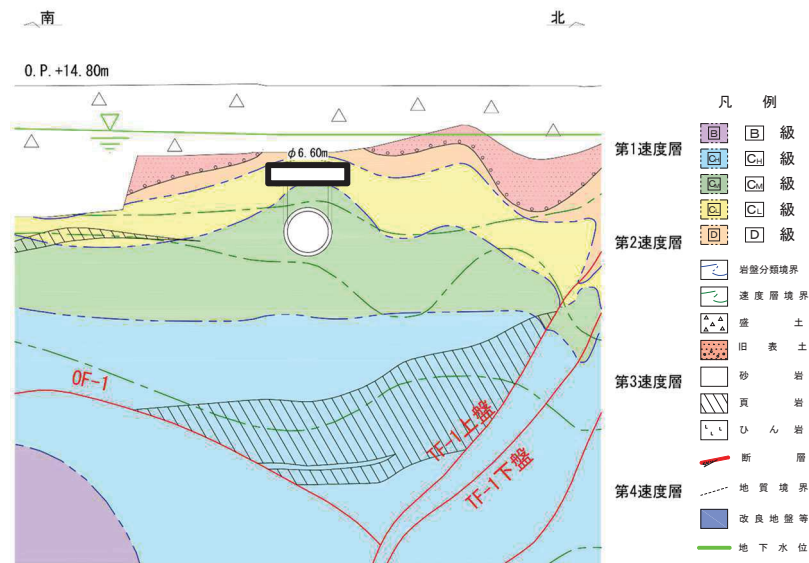 南
北
O.P.+14.80m
φ6.60m
第1速度層
第2速度層
第3速度層
第4速度層
OF-1
TF-1上盤
TF-1下盤
凡 例
B B 級
CH CH 級
CM CM 級
CL CL 級
D D 級
岩盤分類境界
速度層境界
盛 土
旧 表 土
砂 岩
頁 岩
ひ ん 岩
断 層
地 質 境 界
改 良 地 盤 等
地 下 水 位